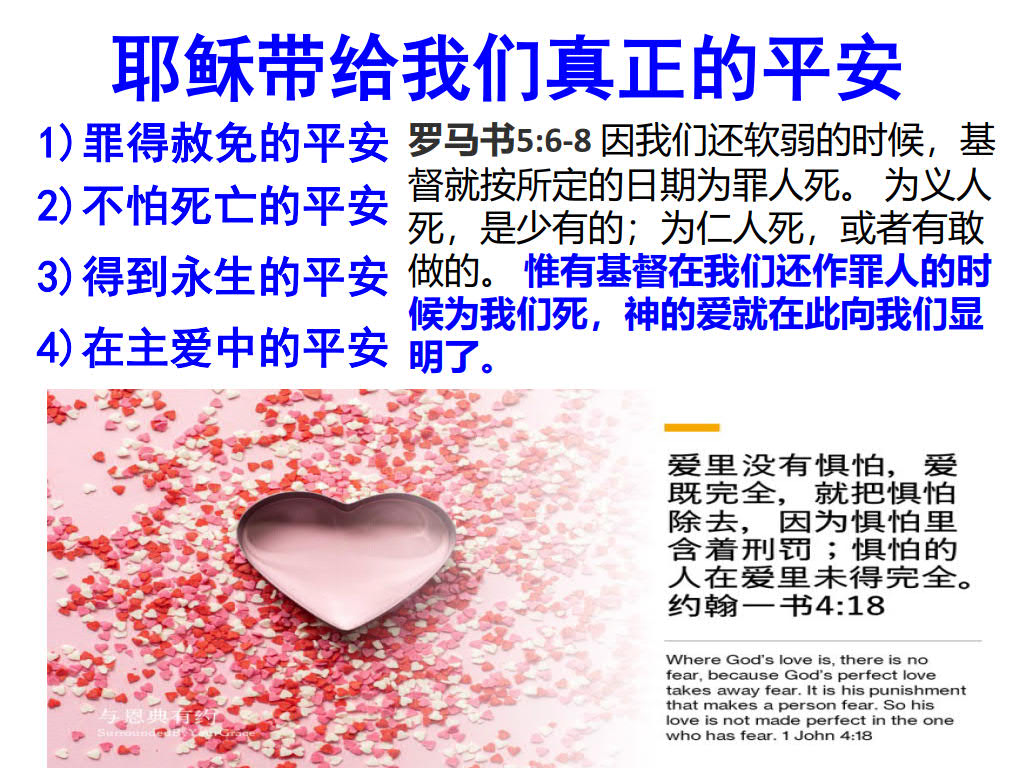 耶稣带给我们真正的平安
1)罪得赦免的平安
2)不怕死亡的平安
3)得到永生的平安
4)在主爱中的平安
罗马书5:6-8 因我们还软弱的时候，基
督就按所定的日期为罪人死。 为义人
死，是少有的；为仁人死，或者有敢
做的。 惟有基督在我们还作罪人的时
候为我们死，神的爱就在此向我们显
明了。
爱里没有惧怕, 爱
既完全, 就把惧怕
除去, 因为惧怕里
含着刑罚；惧怕的
人在爱里未得完全。
约翰一书4:18
Where God's love is, there is no
fear, because God's perfect love
takes away fear. It is his punishment
that makes a person fear. So his
love is not made perfect in the one
who has fear. 1 John 4:18
与恩典有约
SurroundedByYourGrace